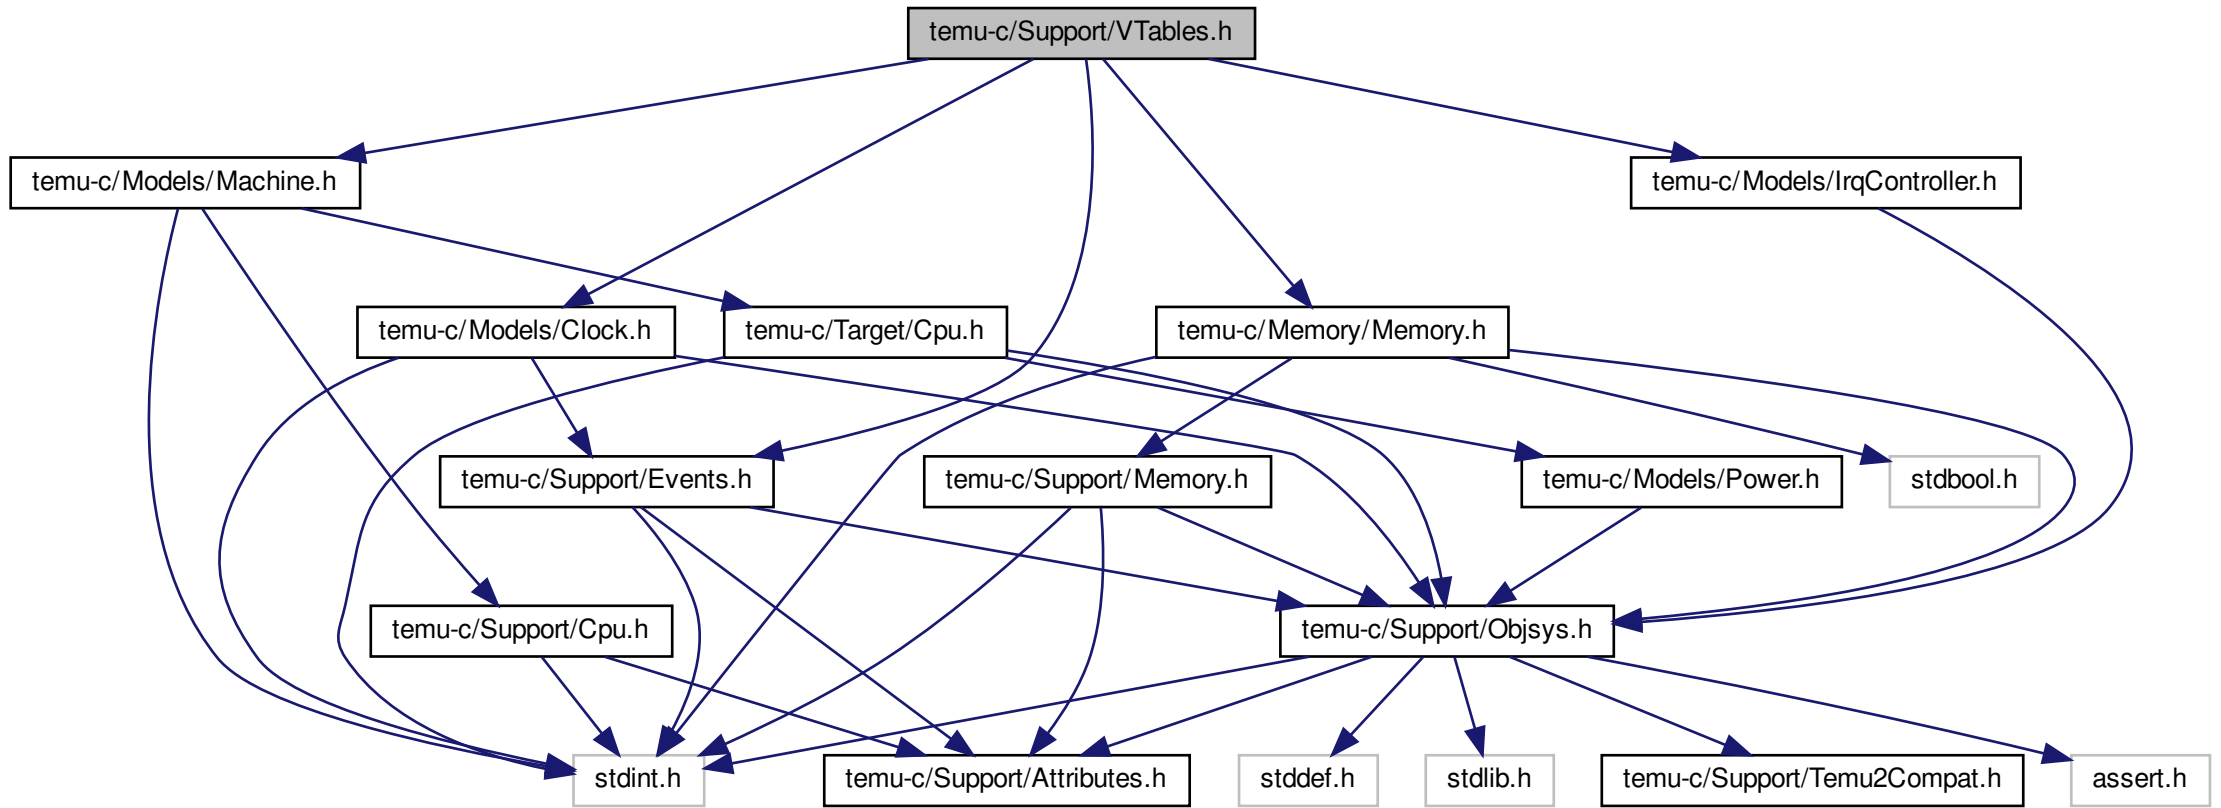 temu-c/Support/VTables.h
temu-c/Models/Machine.h
temu-c/Models/IrqController.h
temu-c/Models/Clock.h
temu-c/Target/Cpu.h
temu-c/Memory/Memory.h
temu-c/Support/Events.h
temu-c/Support/Memory.h
temu-c/Models/Power.h
stdbool.h
temu-c/Support/Cpu.h
temu-c/Support/Objsys.h
stdint.h
temu-c/Support/Attributes.h
stddef.h
stdlib.h
temu-c/Support/Temu2Compat.h
assert.h